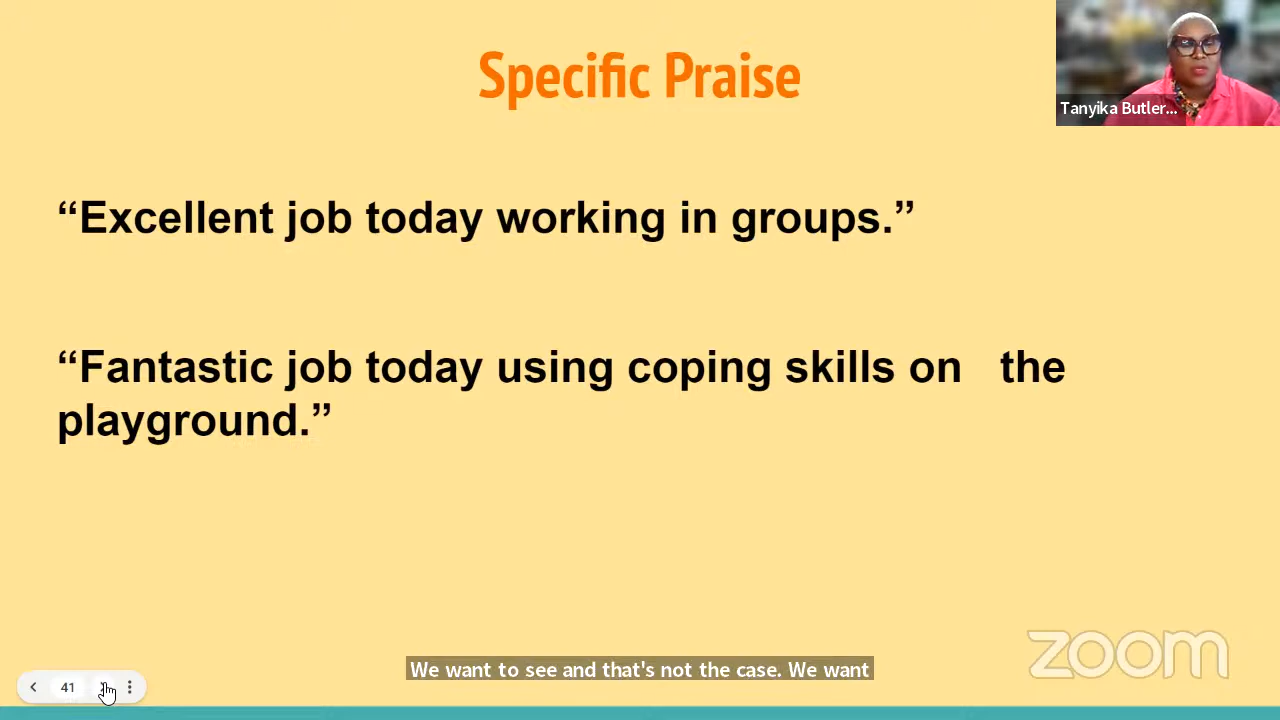 Specific Praise
Tanyika Butler...
“Excellent job today working in groups.”
“Fantastic job today using coping skills on the
playground.”
We want to see and that's not the case. We want
zoom
41